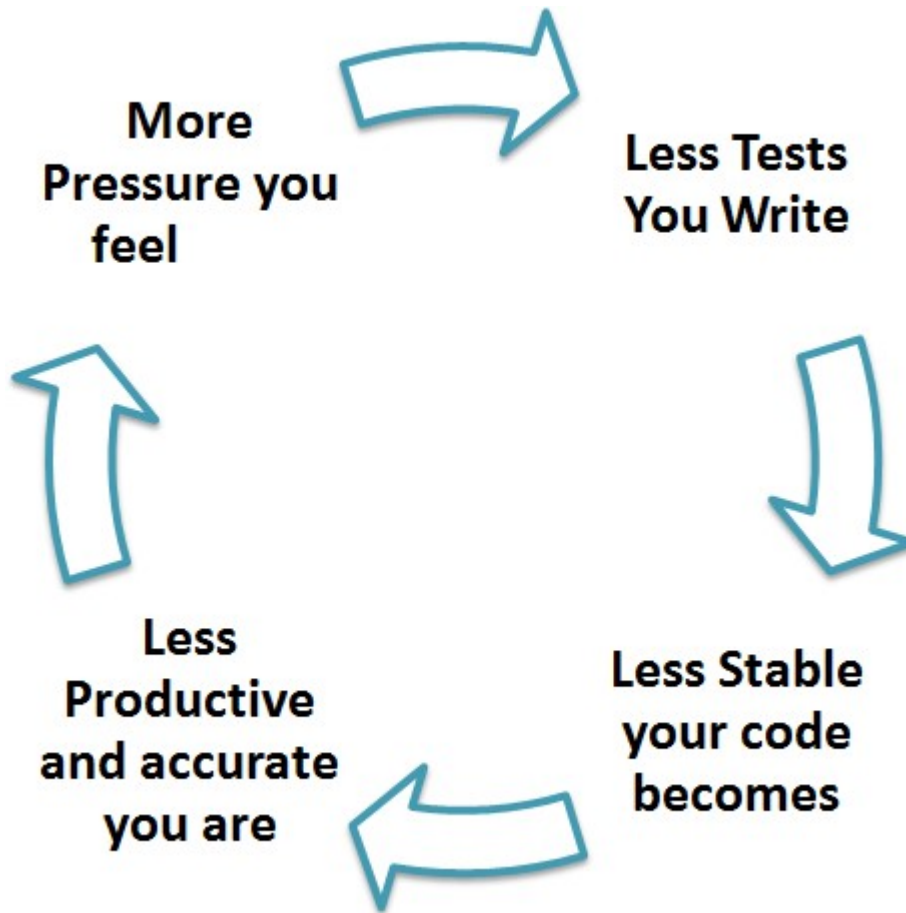 More
Pressure you
feel
Less Tests
You Write
Less Stable
your code
becomes
Less
Productive
and accurate
you are